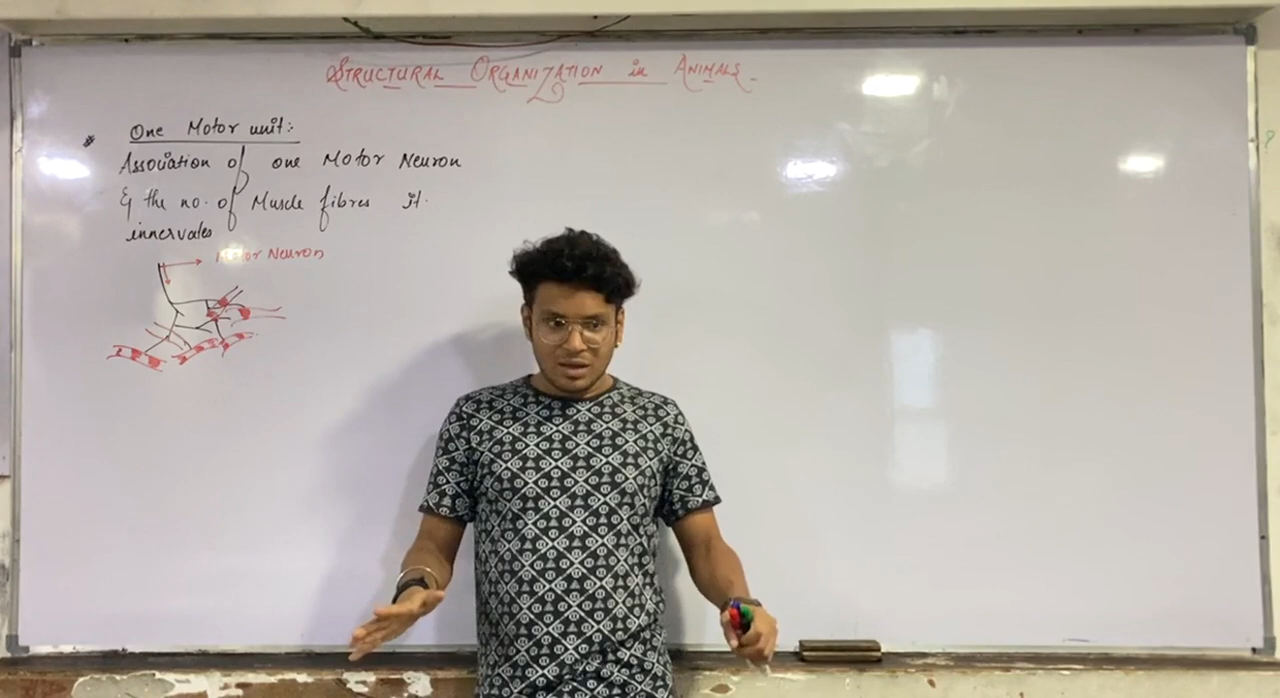 STRUCTURAL ORGANIZATION in ANIMALS
* One Motor unit:
Association of one Motor Neuron
& the no. of Muscle fibres it
innervates
Motor Neuron